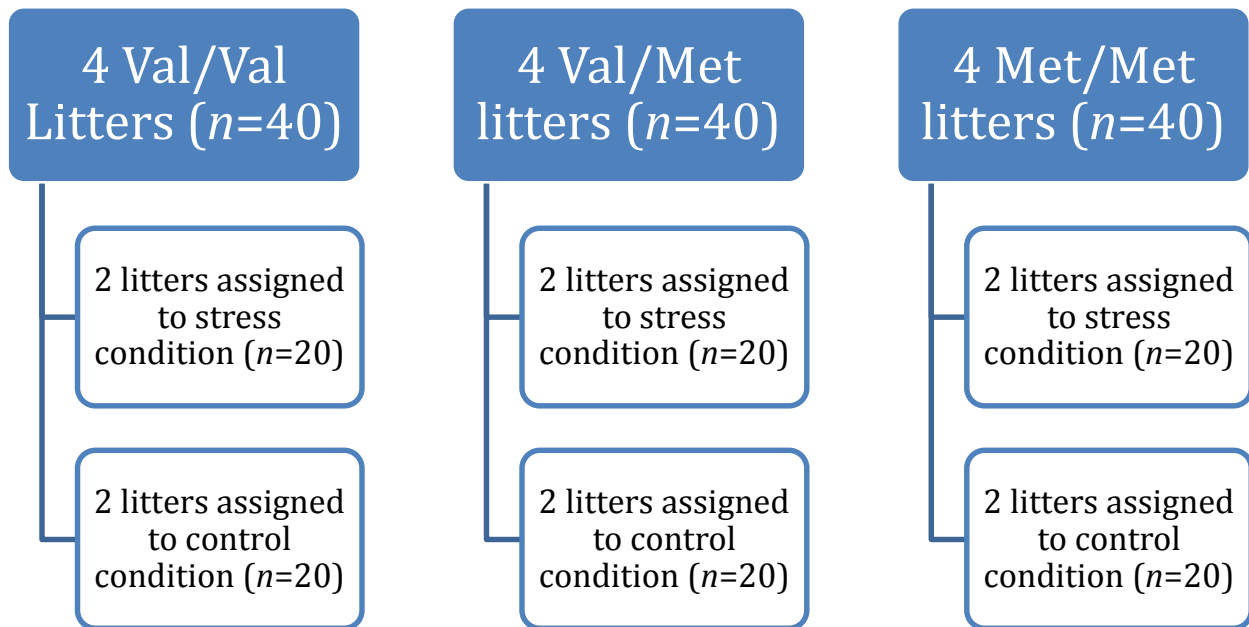 4 Val/Val
Litters (n=40)
2 litters assigned
to stress
condition (n=20)
2 litters assigned
to control
condition (n=20)
4 Val/Met
litters (n=40)
2 litters assigned
to stress
condition (n=20)
2 litters assigned
to control
condition (n=20)
4 Met/Met
litters (n=40)
2 litters assigned
to stress
condition (n=20)
2 litters assigned
to control
condition (n=20)